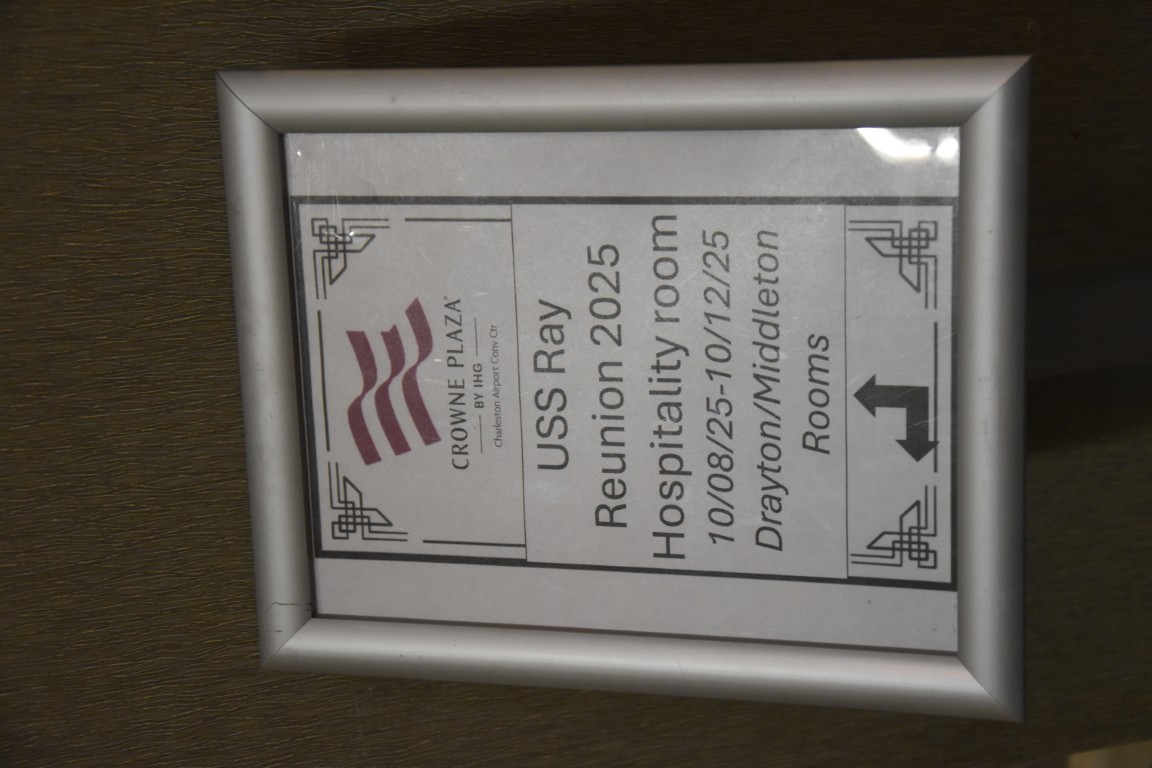 CROWNE PLAZA®
BY IHG
Charleston Airport Conv Ctr
USS Ray
Reunion 2025
Hospitality room
10/08/25-10/12/25
Drayton/Middleton
Rooms